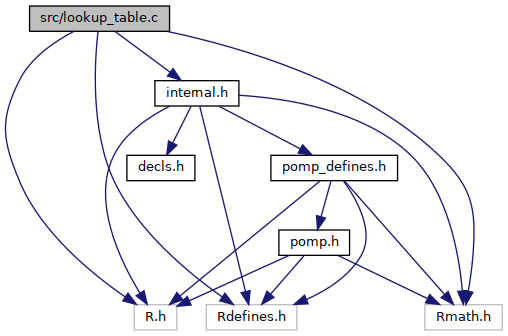 src/lookup_table.c
internal.h
decls.h
pomp_defines.h
pomp.h
R.h
Rdefines.h
Rmath.h